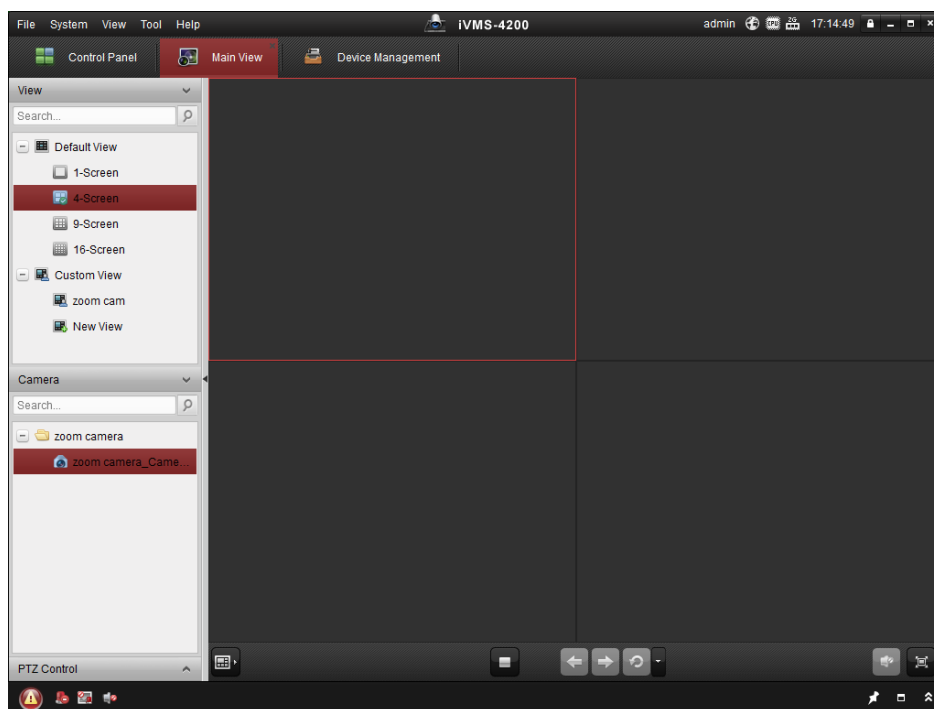 File System View Tool Help iVMS-4200 admin CPU 2G 17:14:49
Control Panel Main View Device Management
View
Search...
Default View
1-Screen
4-Screen
9-Screen
16-Screen
Custom View
zoom cam
New View
Camera
Search...
zoom camera
zoom camera_Came...
PTZ Control